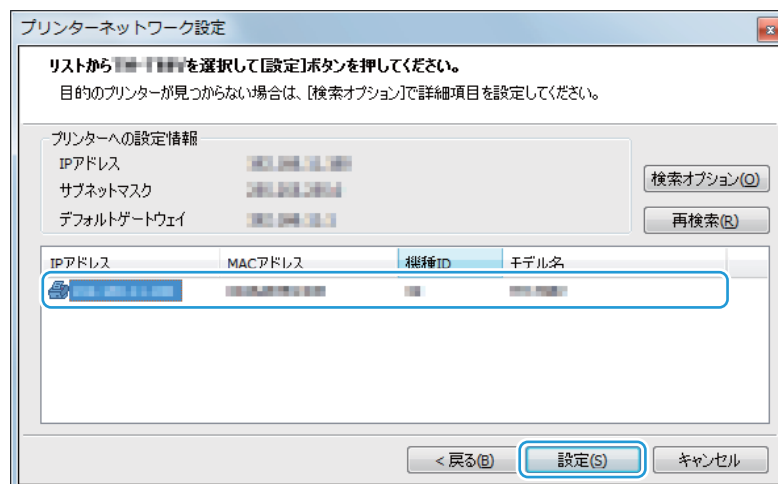 プリンターネットワーク設定
リストから を選択して[設定]ボタンを押してください。
目的のプリンターが見つからない場合は、[検索オプション]で詳細項目を設定してください。
プリンターへの設定情報
IPアドレス
サブネットマスク
デフォルトゲートウェイ
検索オプション(O)
再検索(R)
IPアドレス MACアドレス 機種ID モデル名
< 戻る(B) 設定(S) キャンセル